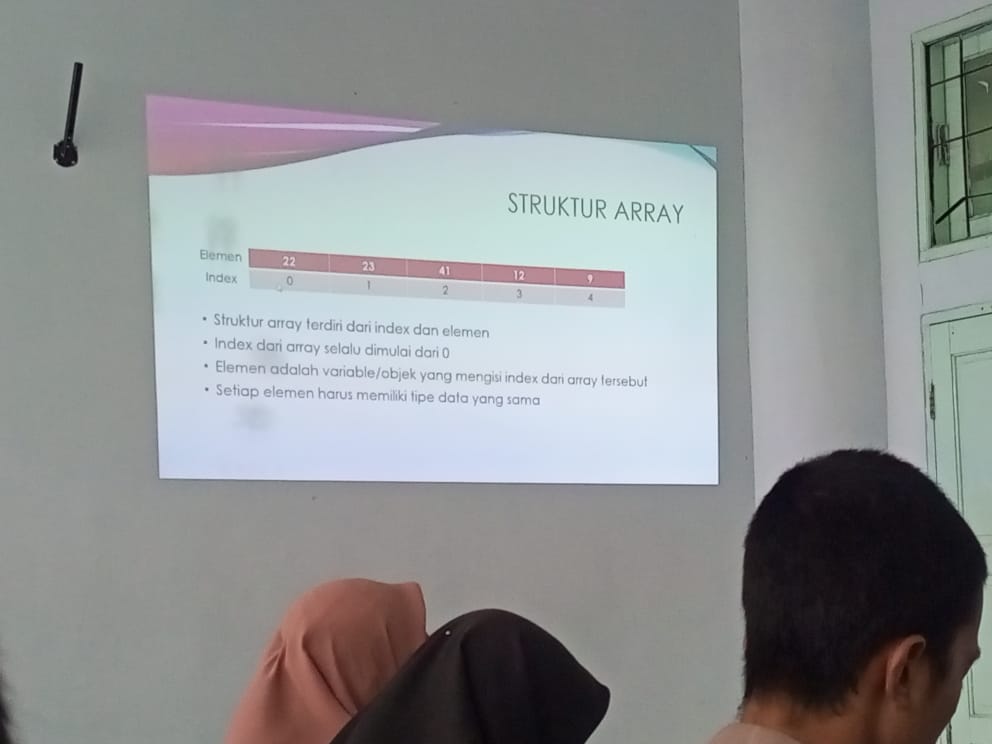 STRUKTUR ARRAY
Elemen 22 23 41 12 9
Index 0 1 2 3 4
• Struktur array terdiri dari index dan elemen
• Index dari array selalu dimulai dari 0
• Elemen adalah variable/objek yang mengisi index dari array tersebut
• Setiap elemen harus memiliki tipe data yang sama